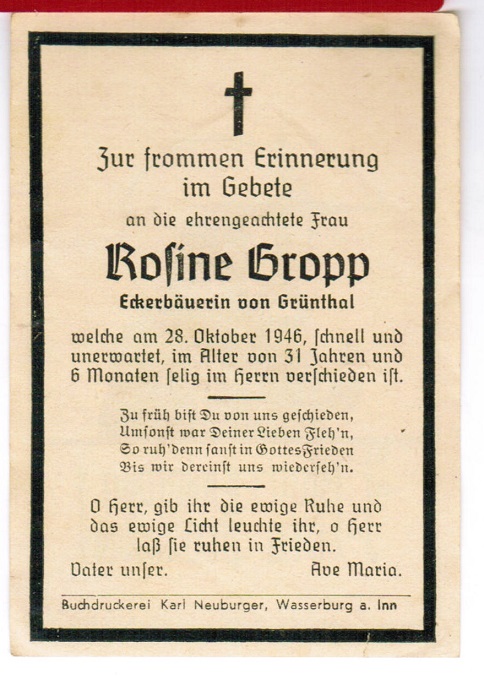 Zur frommen Erinnerung
im Gebete
an die ehrengeachtete Frau
Rosine Gropp
Eckerbäuerin von Grünthal
welche am 28. Oktober 1946, schnell und
unerwartet, im Alter von 31 Jahren und
6 Monaten selig im Herrn verschieden ist.
Zu früh bist Du von uns geschieden,
Umsonst war Deiner Lieben Fleh'n,
So ruh' denn sanft in Gottes Frieden
Bis wir dereinst uns wiederseh'n.
O Herr, gib ihr die ewige Ruhe und
das ewige Licht leuchte ihr, o Herr
laß sie ruhen in Frieden.
Vater unser. Ave Maria.
Buchdruckerei Karl Neuburger, Wasserburg a. Inn